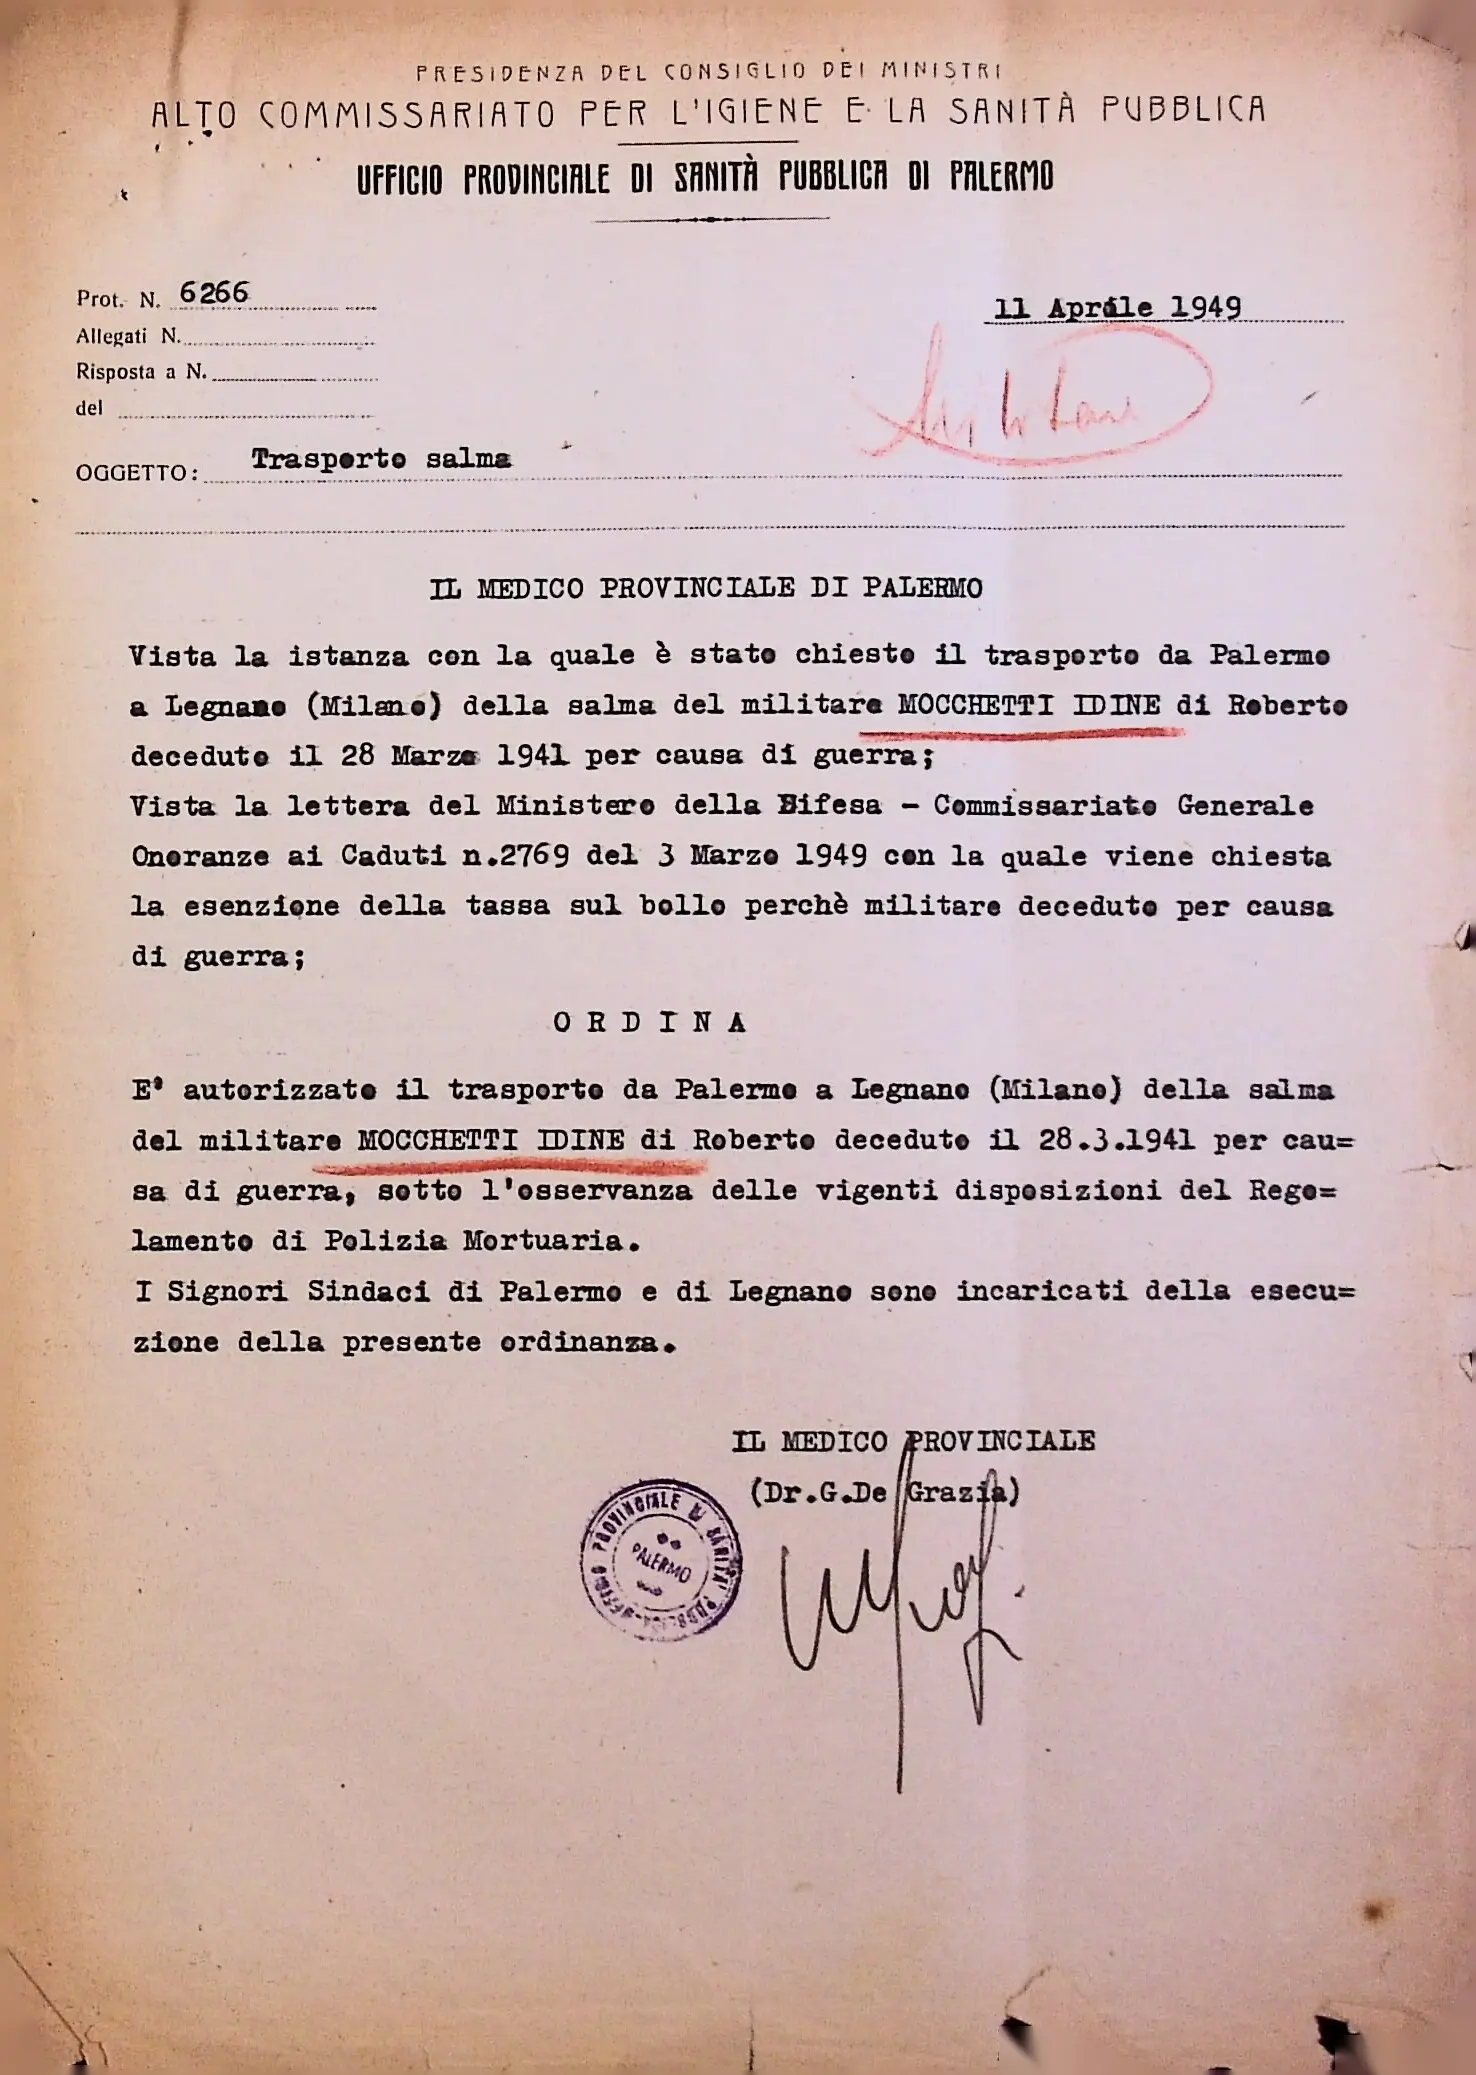 PRESIDENZA DEL CONSIGLIO DEI MINISTRI
ALTO COMMISSARIATO PER L'IGIENE E LA SANITÀ PUBBLICA
UFFICIO PROVINCIALE DI SANITÀ PUBBLICA DI PALERMO
Prot. N. 6266
11 Aprile 1949
Allegati N.
Risposta a N.
del
OGGETTO: Trasporto salma
IL MEDICO PROVINCIALE DI PALERMO
Vista la istanza con la quale è stato chiesto il trasporto da Palermo
a Legnano (Milano) della salma del militare MOCCHETTI IDINE di Roberto
deceduto il 28 Marzo 1941 per causa di guerra;
Vista la lettera del Ministero della Difesa - Commissariato Generale
Onoranze ai Caduti n.2769 del 3 Marzo 1949 con la quale viene chiesta
la esenzione della tassa sul bollo perchè militare deceduto per causa
di guerra;
O R D I N A
E' autorizzato il trasporto da Palermo a Legnano (Milano) della salma
del militare MOCCHETTI IDINE di Roberto deceduto il 28.3.1941 per cau=
sa di guerra, sotto l'osservanza delle vigenti disposizioni del Rego=
lamento di Polizia Mortuaria.
I Signori Sindaci di Palermo e di Legnano sono incaricati della esecu=
zione della presente ordinanza.
IL MEDICO PROVINCIALE
(Dr.G.De Grazia)
UFFICIO PROVINCIALE DI SANITA' PUBBLICA
PALERMO